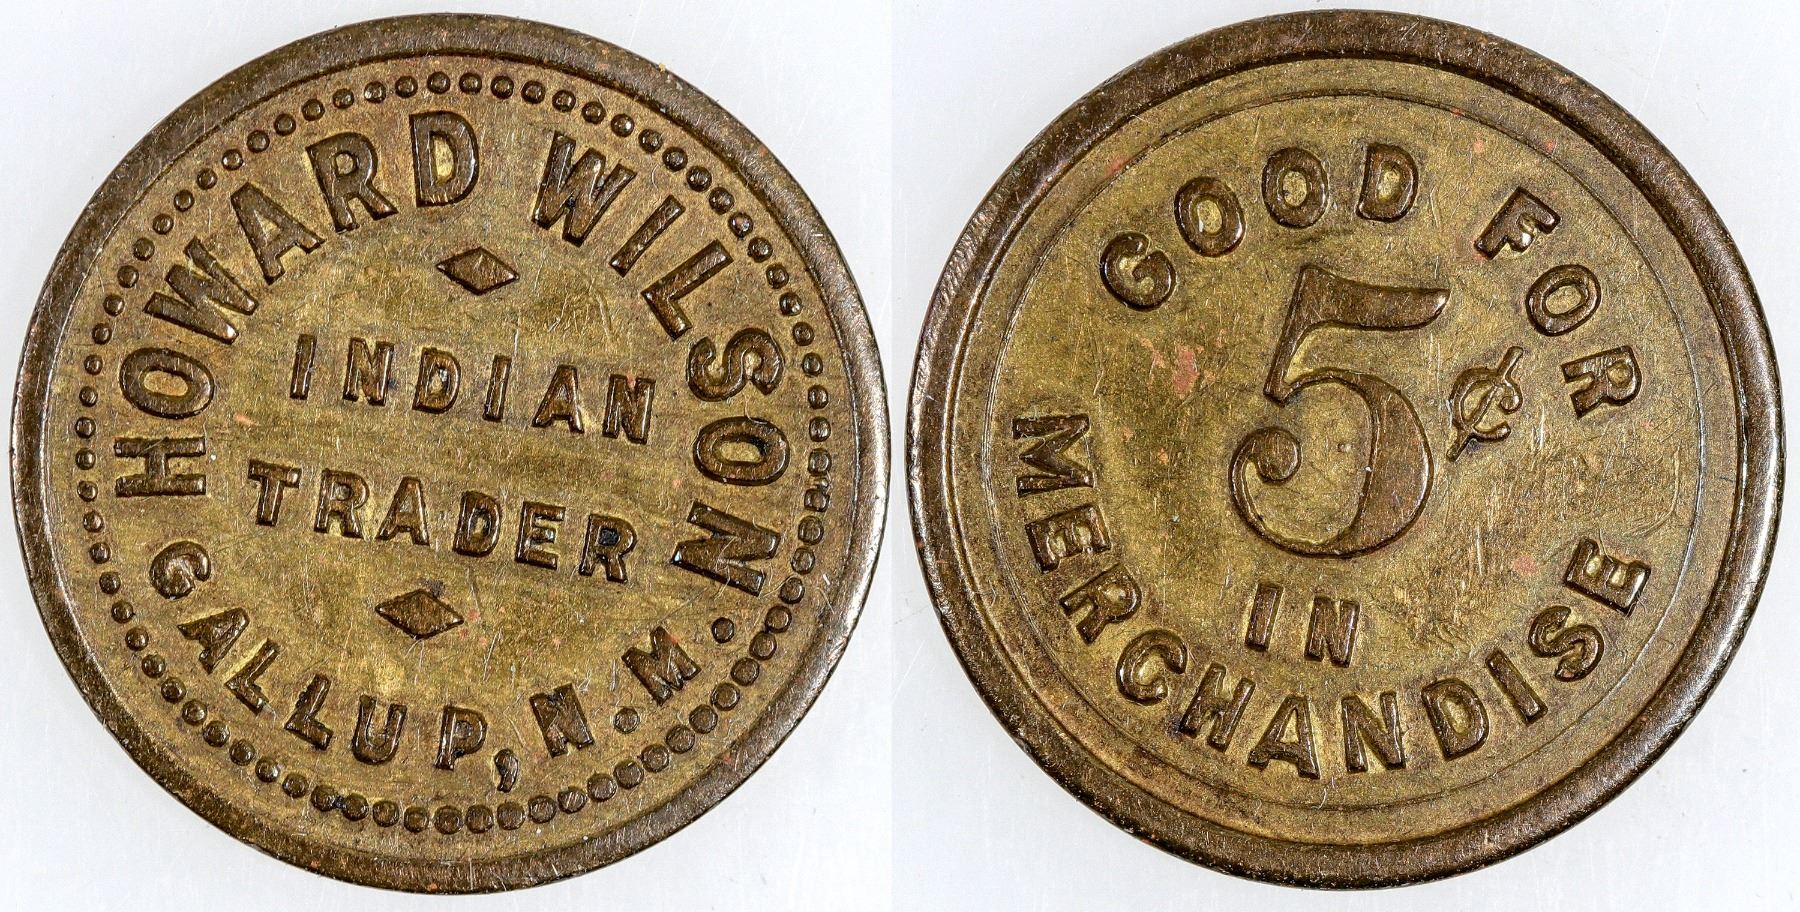 HOWARD WILSON
INDIAN
TRADER
GALLUP, N.M.
GOOD FOR
5¢
IN
MERCHANDISE